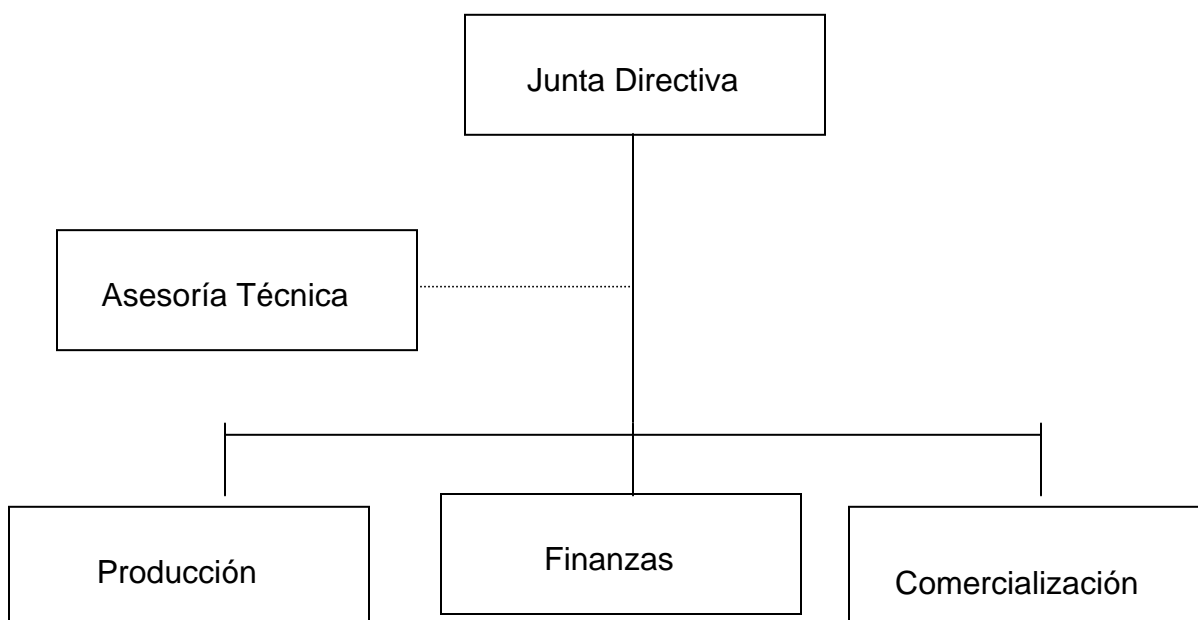 Junta Directiva
Asesoría Técnica
Producción
Finanzas
Comercialización